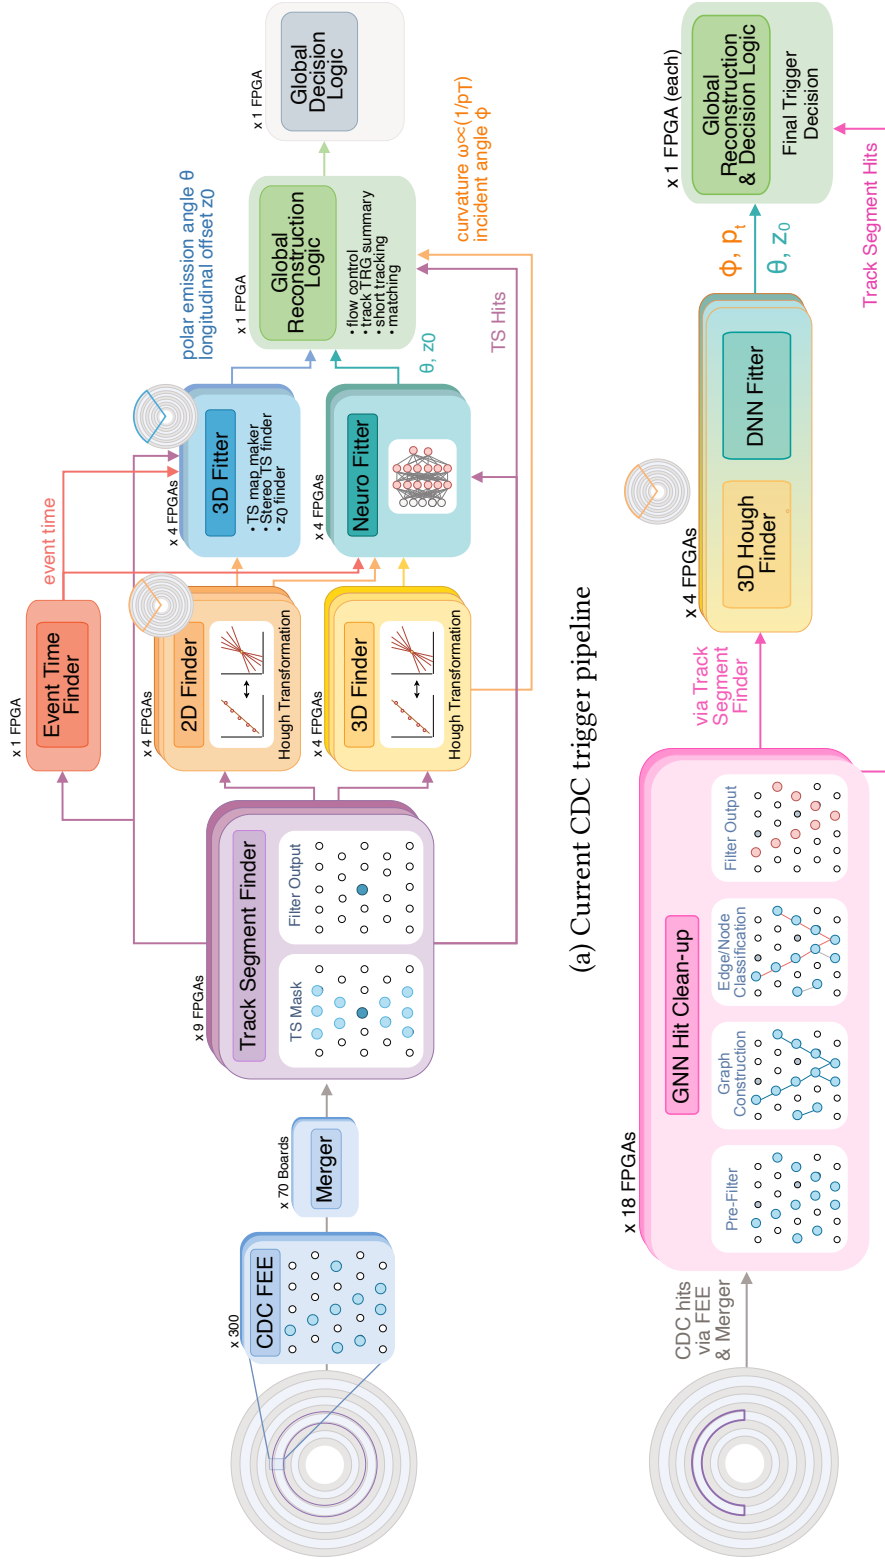 x 300
CDC FEE
x 70 Boards
Merger
x 9 FPGAs
Track Segment Finder
TS Mask
Filter Output
x 1 FPGA
Event Time
Finder
event time
x 4 FPGAs
2D Finder
Hough Transformation
x 4 FPGAs
3D Finder
Hough Transformation
x 4 FPGAs
3D Fitter
• TS map maker
• Stereo TS finder
• z0 finder
x 4 FPGAs
Neuro Fitter
polar emission angle θ
longitudinal offset z0
θ, z0
TS Hits
x 1 FPGA
Global
Reconstruction
Logic
• flow control
• track TRG summary
• short tracking
• matching
curvature ω∝(1/pT)
incident angle ϕ
x 1 FPGA
Global
Decision
Logic
(a) Current CDC trigger pipeline
CDC hits
via FEE
& Merger
x 18 FPGAs
GNN Hit Clean-up
Pre-Filter
Graph
Construction
Edge/Node
Classification
Filter Output
via Track
Segment
Finder
x 4 FPGAs
3D Hough
Finder
DNN Fitter
Φ, pt
θ, z0
x 1 FPGA (each)
Global
Reconstruction
& Decision Logic
Final Trigger
Decision
Track Segment Hits